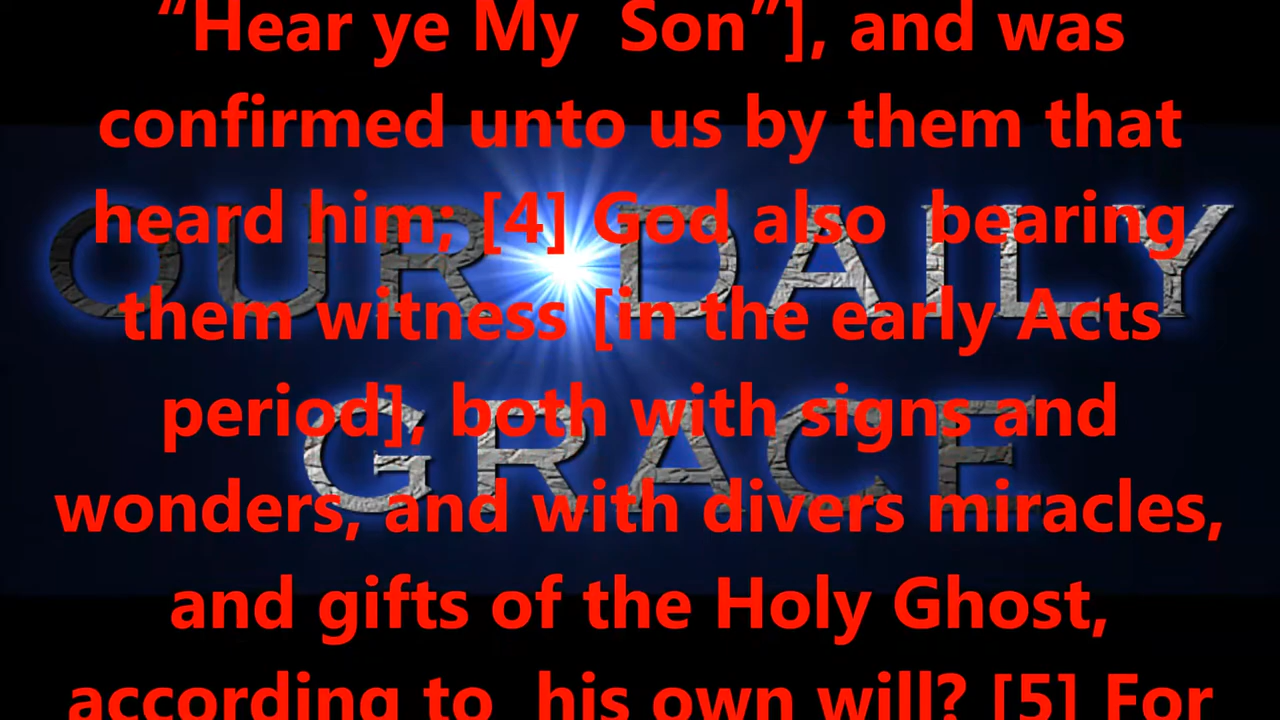 “Hear ye My Son”], and was
confirmed unto us by them that
heard him; [4] God also bearing
them witness [in the early Acts
period], both with signs and
wonders, and with divers miracles,
and gifts of the Holy Ghost,
according to his own will? [5] For
OUR DAILY
GRACE